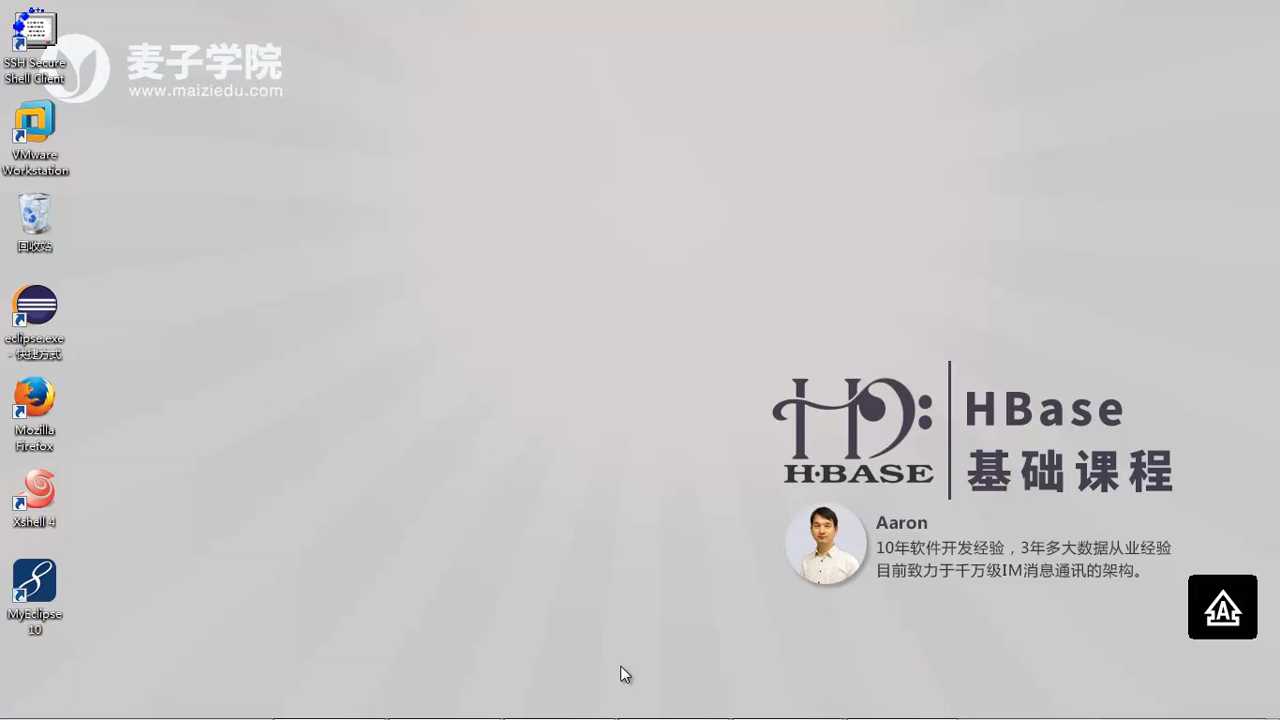 SSH Secure
Shell Client
麦子学院
www.maiziedu.com
VMware
Workstation
回收站
eclipse.exe
- 快捷方式
Mozilla
Firefox
Xshell 4
MyEclipse
10
H·BASE
HBase
基础课程
Aaron
10年软件开发经验，3年多大数据从业经验
目前致力于千万级IM消息通讯的架构。
A